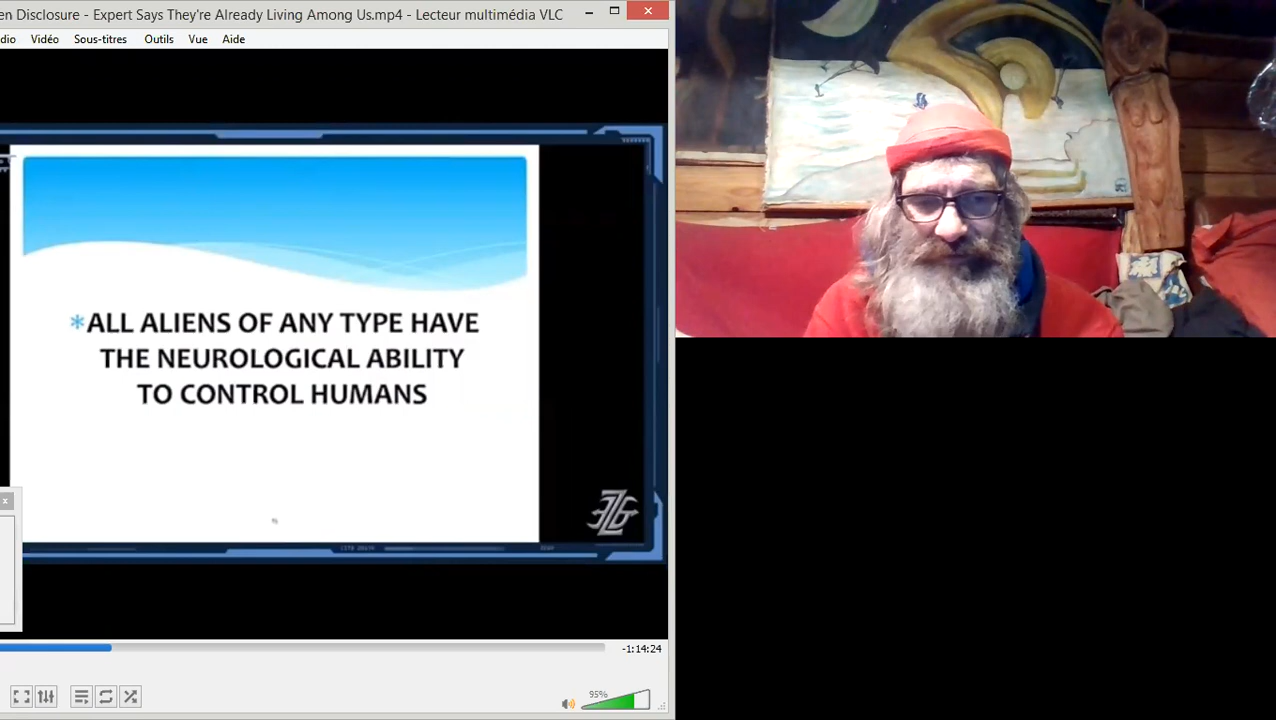 en Disclosure - Expert Says They're Already Living Among Us.mp4 - Lecteur multimédia VLC
dio Vidéo Sous-titres Outils Vue Aide
*ALL ALIENS OF ANY TYPE HAVE
THE NEUROLOGICAL ABILITY
TO CONTROL HUMANS
-1:14:24
95%